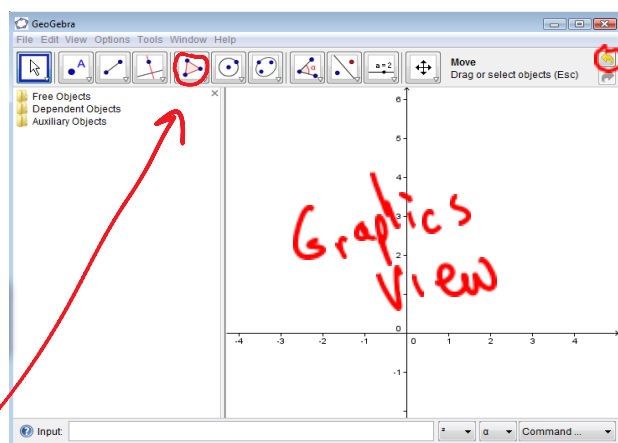 GeoGebra
File Edit View Options Tools Window Help
A
α
a=2
Move
Drag or select objects (Esc)
Free Objects
Dependent Objects
Auxiliary Objects
6
5
4
3
2
1
0
-1
-4 -3 -2 -1 0 1 2 3 4
Graphics
View
Input:
α
Command ...